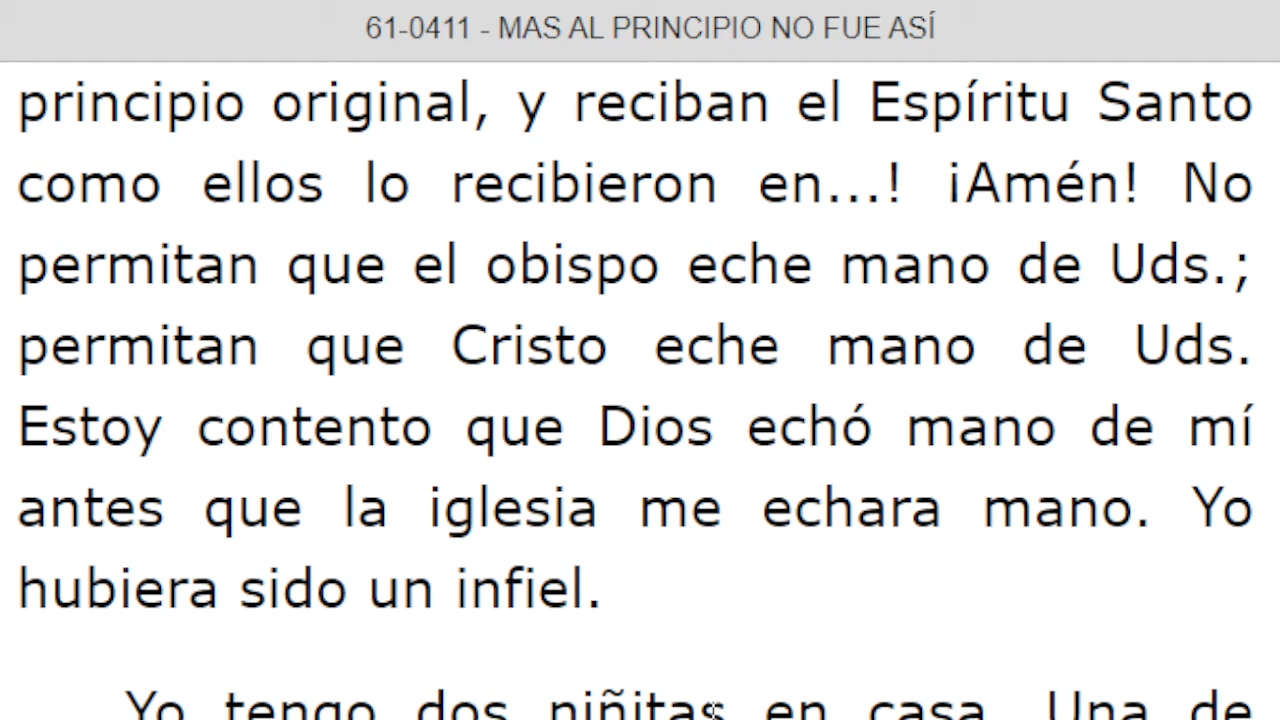 61-0411 - MAS AL PRINCIPIO NO FUE ASÍ
principio original, y reciban el Espíritu Santo
como ellos lo recibieron en...! ¡Amén! No
permitan que el obispo eche mano de Uds.;
permitan que Cristo eche mano de Uds.
Estoy contento que Dios echó mano de mí
antes que la iglesia me echara mano. Yo
hubiera sido un infiel.
Yo tengo dos niñitas en casa. Una de